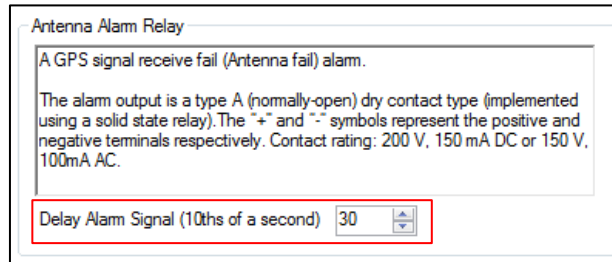 Antenna Alarm Relay
A GPS signal receive fail (Antenna fail) alarm.
The alarm output is a type A (normally-open) dry contact type (implemented
using a solid state relay).The "+" and "-" symbols represent the positive and
negative terminals respectively. Contact rating: 200 V, 150 mA DC or 150 V,
100mA AC.
Delay Alarm Signal (10ths of a second) 30